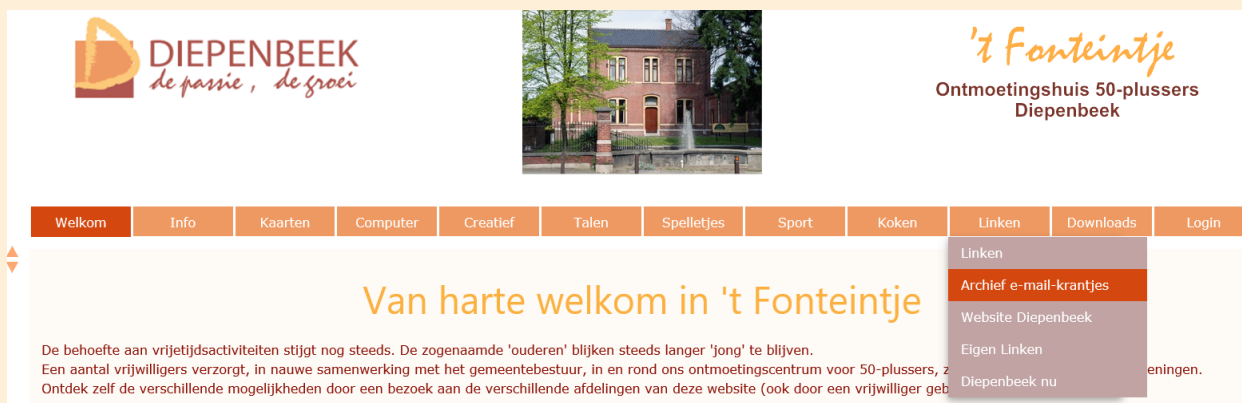 DIEPENBEEK
de passie, de groei
't Fonteintje
Ontmoetingshuis 50-plussers
Diepenbeek
Welkom Info Kaarten Computer Creatief Talen Spelletjes Sport Koken Linken Downloads Login
Linken
Archief e-mail-krantjes
Website Diepenbeek
Eigen Linken
Diepenbeek nu
Van harte welkom in 't Fonteintje
De behoefte aan vrijetijdsactiviteiten stijgt nog steeds. De zogenaamde 'ouderen' blijken steeds langer 'jong' te blijven.
Een aantal vrijwilligers verzorgt, in nauwe samenwerking met het gemeentebestuur, in en rond ons ontmoetingscentrum voor 50-plussers,
Ontdek zelf de verschillende mogelijkheden door een bezoek aan de verschillende afdelingen van deze website (ook door een vrijwilliger